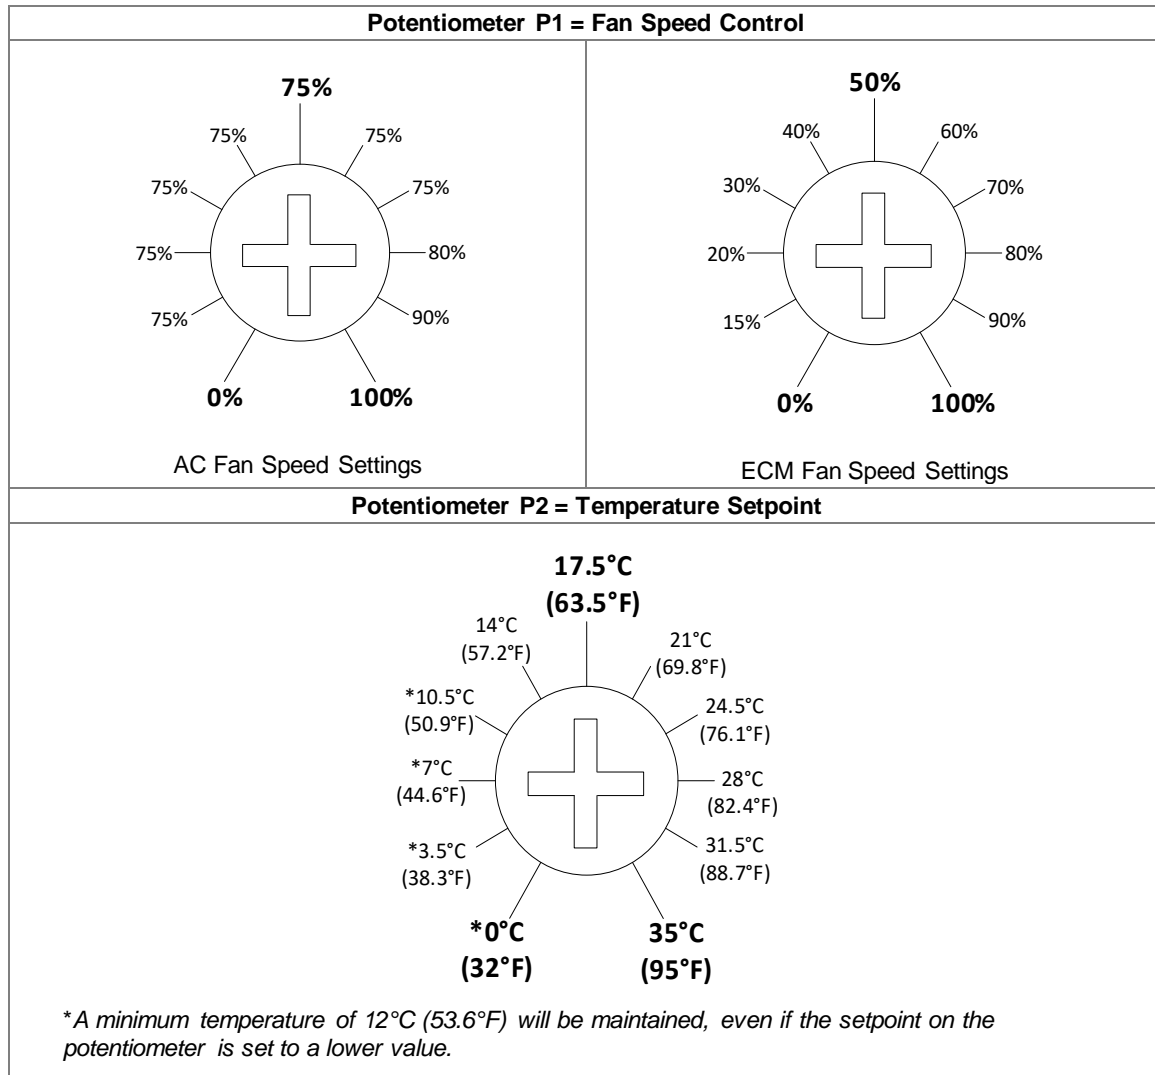 Potentiometer P1 = Fan Speed Control
75%
75%
75%
75%
75%
75%
80%
75%
90%
0%
100%
AC Fan Speed Settings
50%
40%
60%
30%
70%
20%
80%
15%
90%
0%
100%
ECM Fan Speed Settings
Potentiometer P2 = Temperature Setpoint
17.5°C
(63.5°F)
14°C
(57.2°F)
21°C
(69.8°F)
*10.5°C
(50.9°F)
24.5°C
(76.1°F)
*7°C
(44.6°F)
28°C
(82.4°F)
*3.5°C
(38.3°F)
31.5°C
(88.7°F)
*0°C
(32°F)
35°C
(95°F)
*A minimum temperature of 12°C (53.6°F) will be maintained, even if the setpoint on the
potentiometer is set to a lower value.